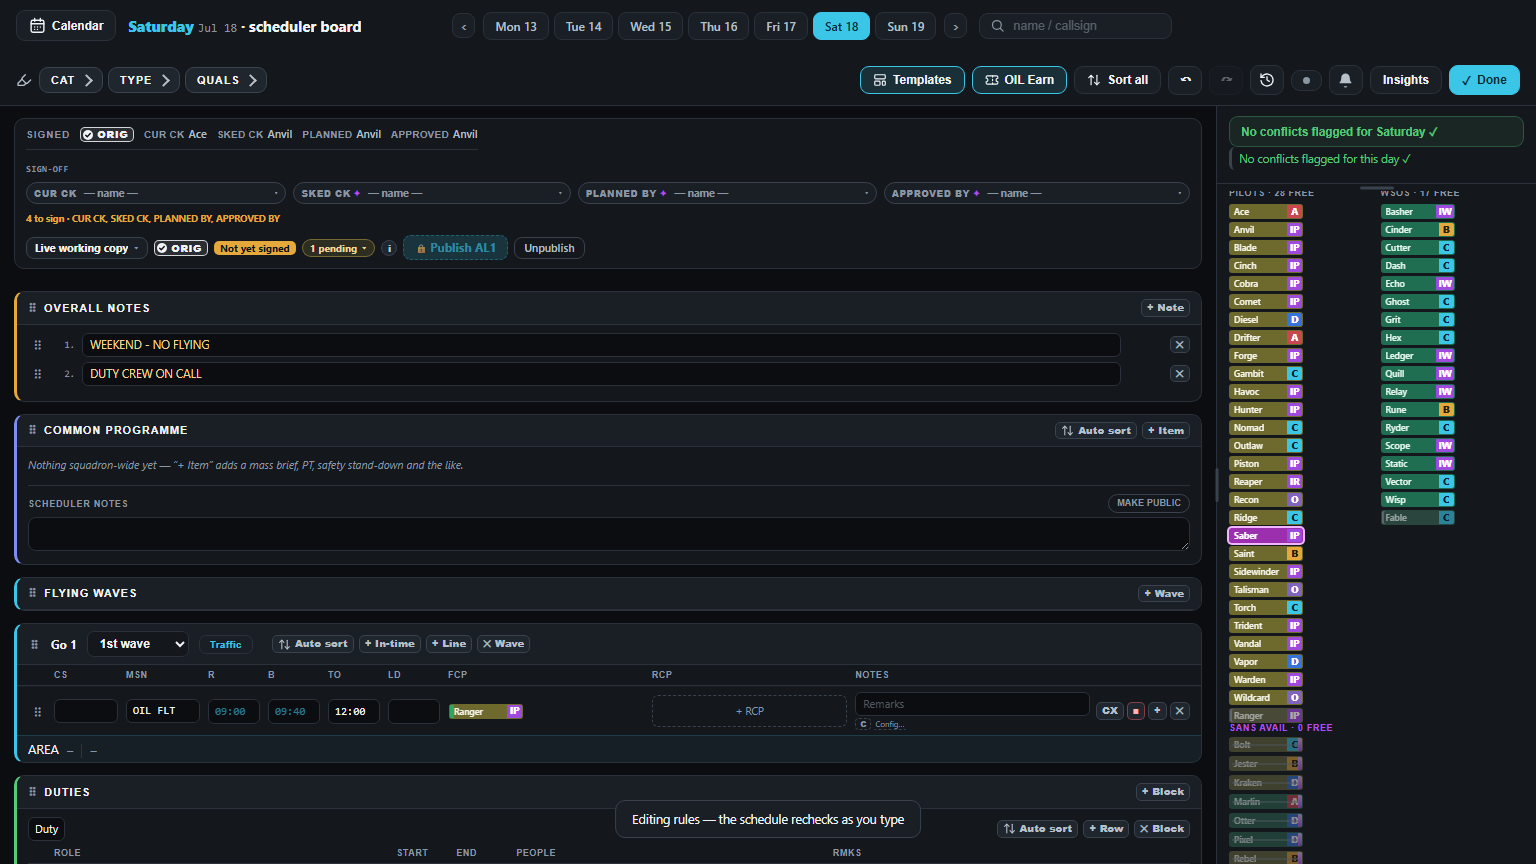 Calendar
Saturday Jul 18 · scheduler board
‹ Mon 13 Tue 14 Wed 15 Thu 16 Fri 17 Sat 18 Sun 19 ›
name / callsign
CAT TYPE QUALS
Templates OIL Earn Sort all Insights ✓ Done
SIGNED ORIG CUR CK Ace SKED CK Anvil PLANNED Anvil APPROVED Anvil
SIGN-OFF
CUR CK — name — SKED CK ✦ — name — PLANNED BY ✦ — name — APPROVED BY ✦ — name —
4 to sign · CUR CK, SKED CK, PLANNED BY, APPROVED BY
Live working copy ORIG Not yet signed 1 pending i Publish AL1 Unpublish
OVERALL NOTES + Note
1. WEEKEND - NO FLYING ✕
2. DUTY CREW ON CALL ✕
COMMON PROGRAMME Auto sort + Item
Nothing squadron-wide yet — "+ Item" adds a mass brief, PT, safety stand-down and the like.
SCHEDULER NOTES MAKE PUBLIC
FLYING WAVES + Wave
Go 1 1st wave Traffic Auto sort + In-time + Line ✕ Wave
CS MSN R B TO LD FCP RCP NOTES
OIL FLT 09:00 09:40 12:00 Ranger IP + RCP Remarks CX + ✕
C Config...
AREA – –
DUTIES + Block
Duty Auto sort + Row ✕ Block
ROLE START END PEOPLE RMKS
Editing rules — the schedule rechecks as you type
No conflicts flagged for Saturday ✓
No conflicts flagged for this day ✓
PILOTS · 28 FREE
Ace A
Anvil IP
Blade IP
Cinch IP
Cobra IP
Comet IP
Diesel D
Drifter A
Forge IP
Gambit C
Havoc IP
Hunter IP
Nomad C
Outlaw C
Piston IP
Reaper IR
Recon O
Ridge C
Saber IP
Saint B
Sidewinder IP
Talisman O
Torch C
Trident IP
Vandal IP
Vapor D
Warden IP
Wildcard O
Ranger IP
WSOS · 17 FREE
Basher IW
Cinder B
Cutter C
Dash C
Echo IW
Ghost C
Grit C
Hex C
Ledger IW
Quill IW
Relay IW
Rune B
Ryder C
Scope IW
Static IW
Vector C
Wisp C
Fable C
SANS AVAIL · 0 FREE
Bolt C
Jester B
Kraken D
Marlin A
Otter D
Pixel D
Rebel B